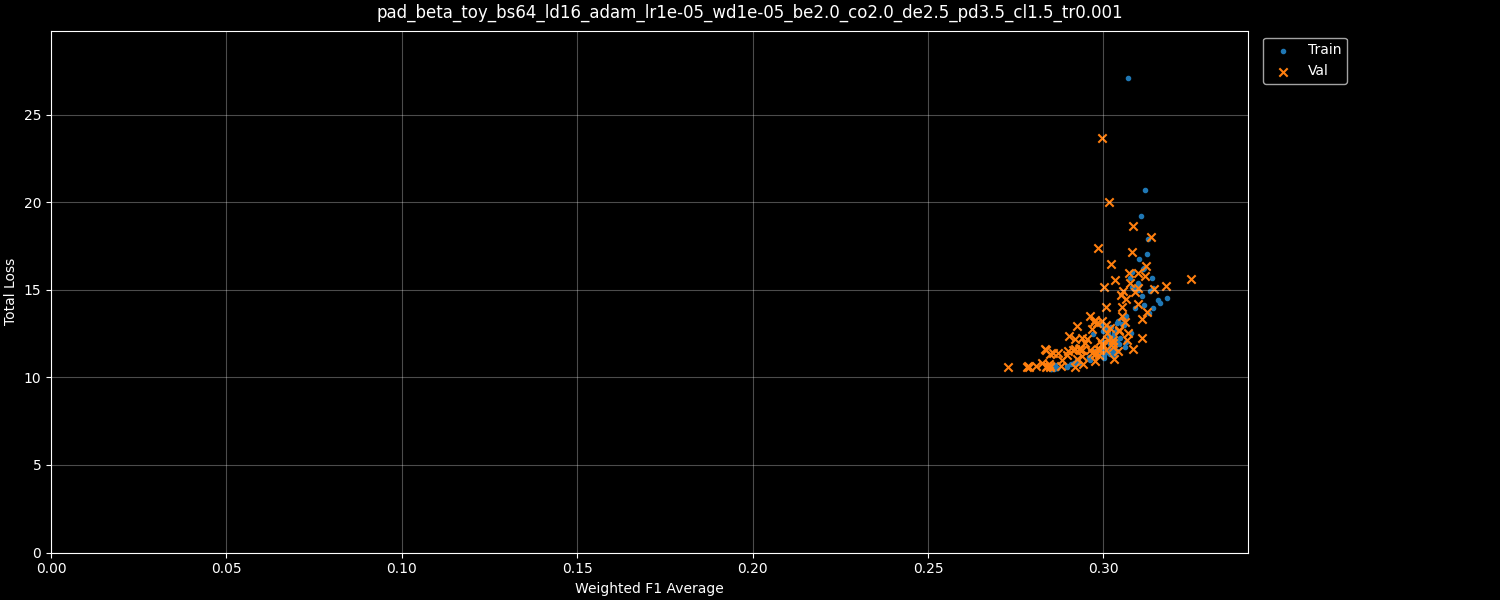 pad_beta_toy_bs64_ld16_adam_lr1e-05_wd1e-05_be2.0_co2.0_de2.5_pd3.5_cl1.5_tr0.001
Train
Val
25
20
15
10
5
0
Total Loss
0.00 0.05 0.10 0.15 0.20 0.25 0.30
Weighted F1 Average